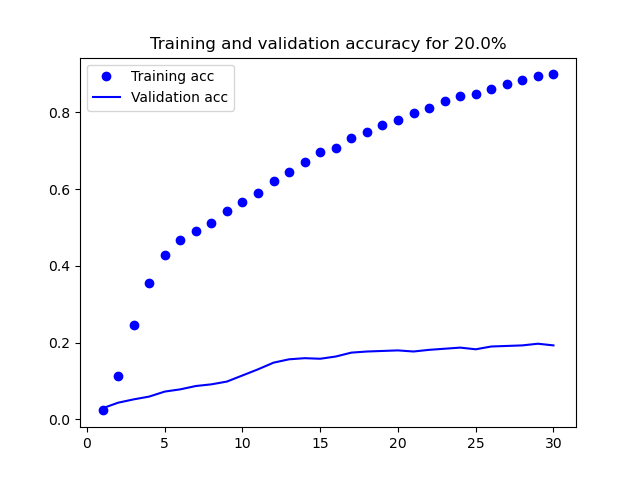 Training and validation accuracy for 20.0%
Training acc
Validation acc
0.8
0.6
0.4
0.2
0.0
0 5 10 15 20 25 30